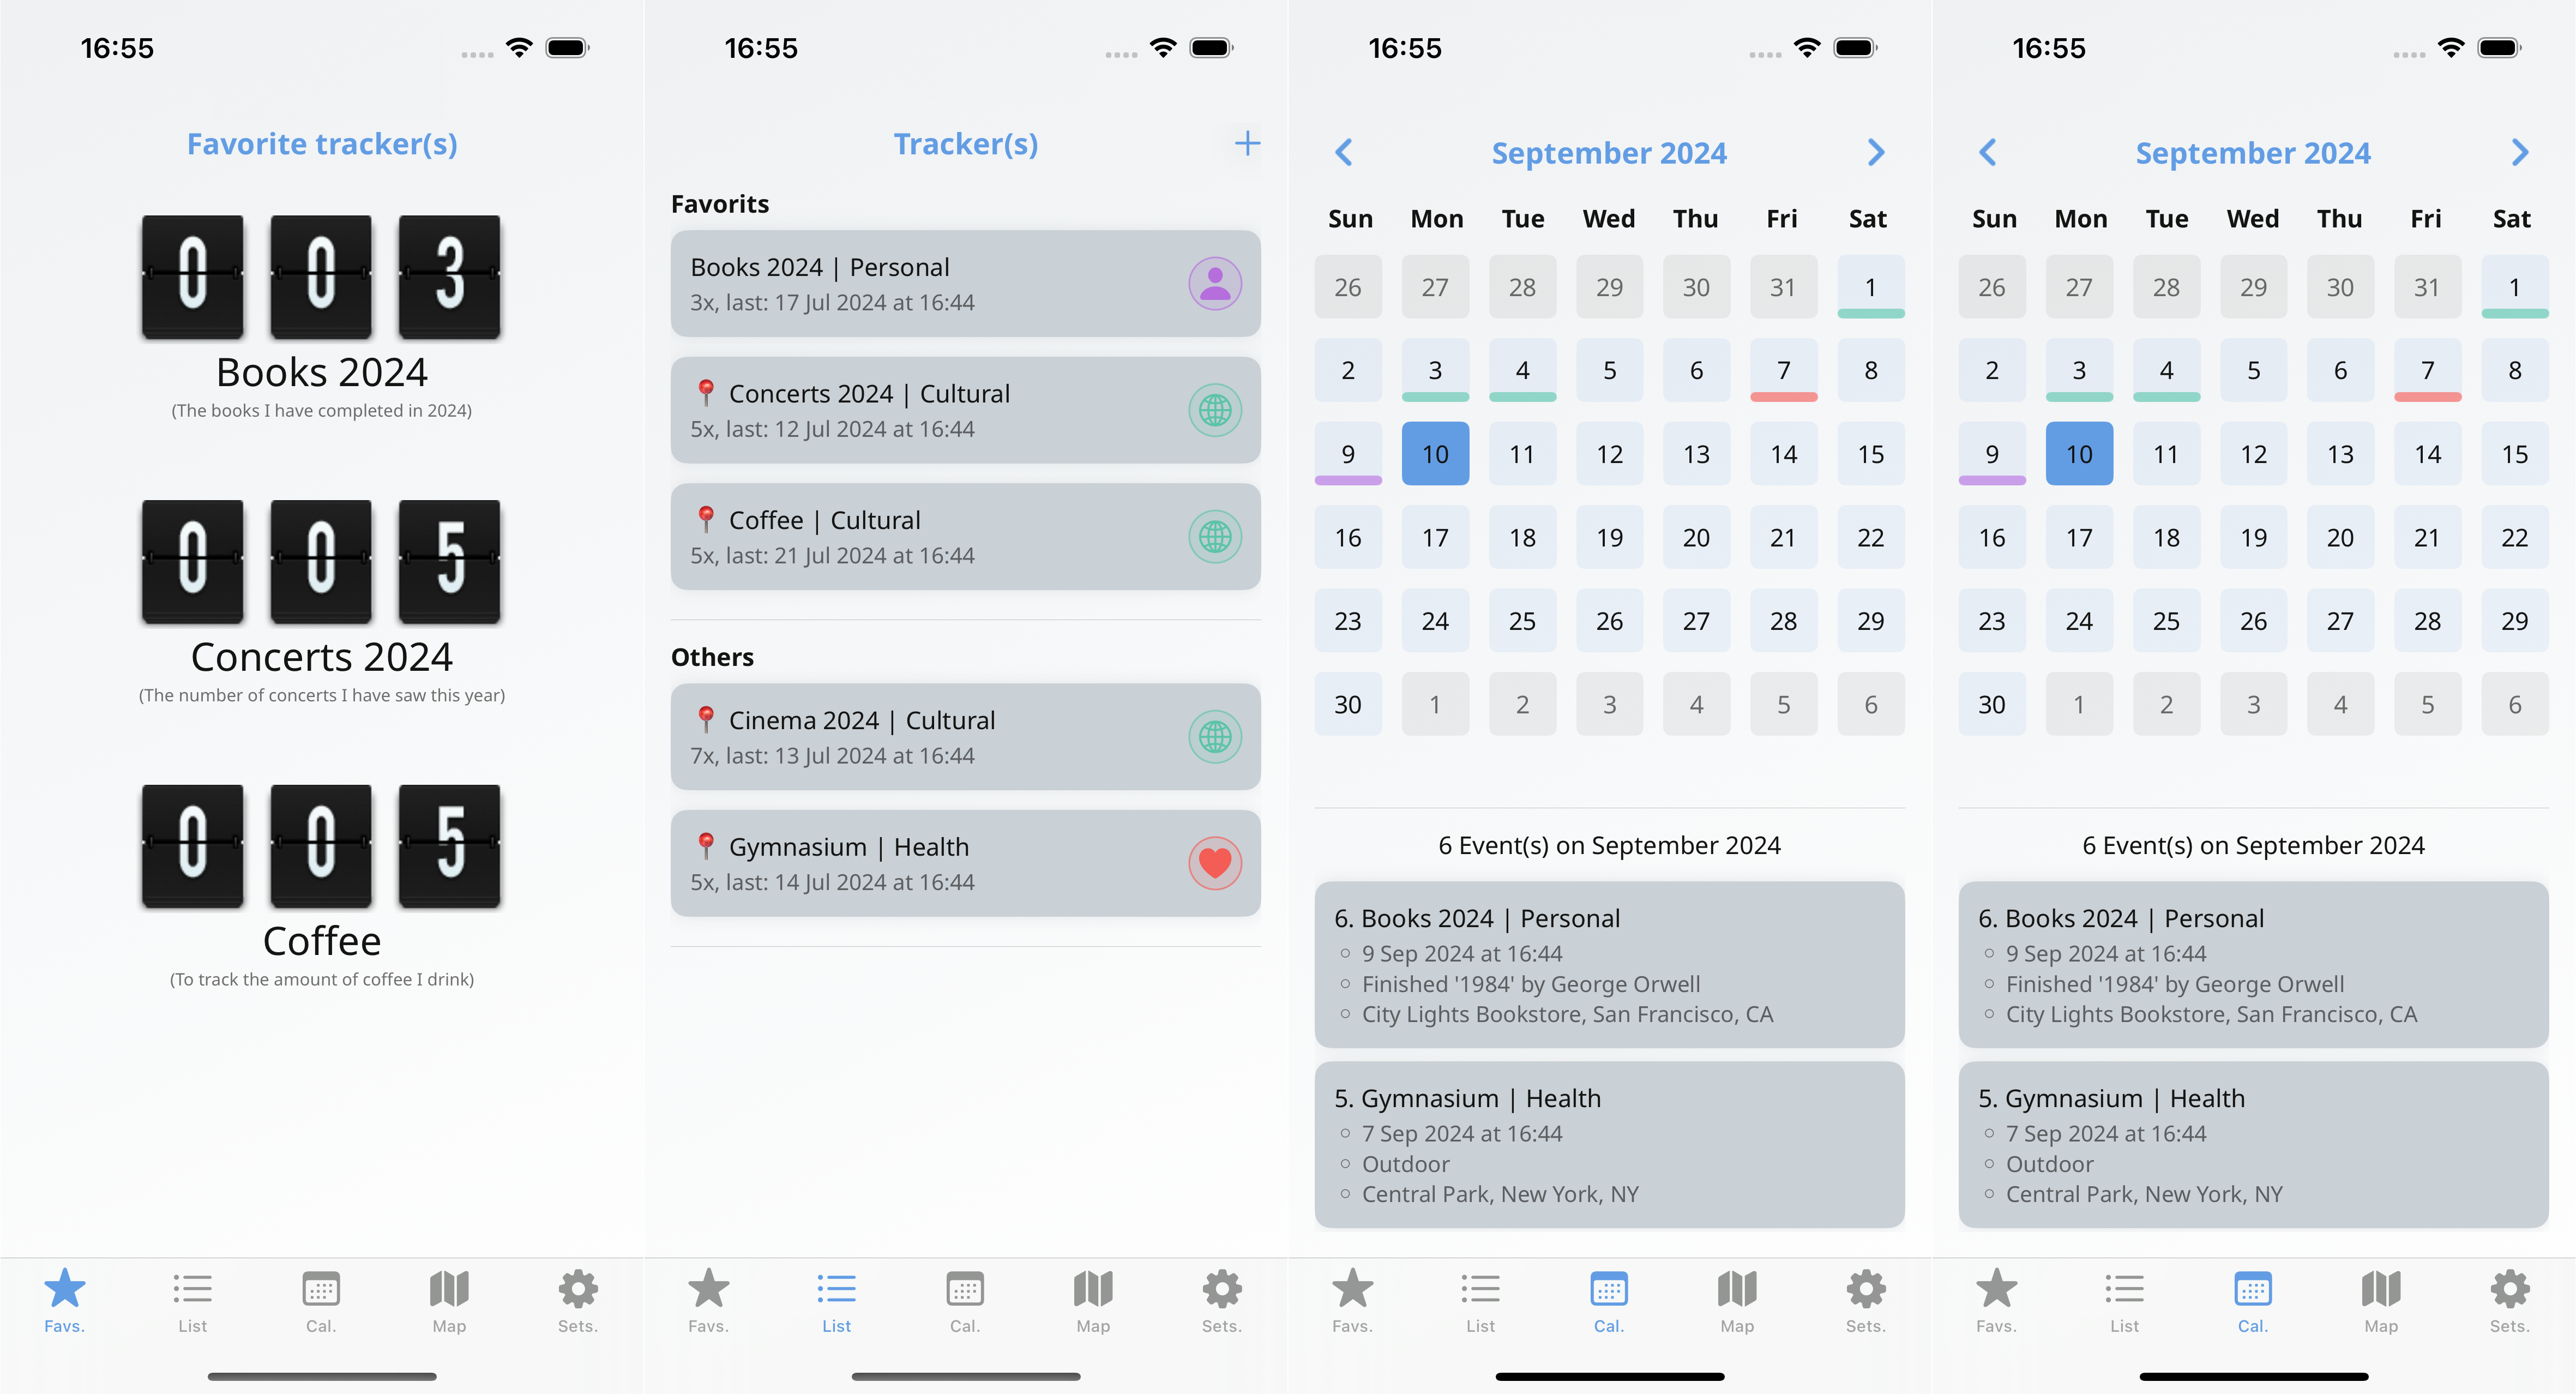 16:55
Favorite tracker(s)
0 0 3
Books 2024
(The books I have completed in 2024)
0 0 5
Concerts 2024
(The number of concerts I have saw this year)
0 0 5
Coffee
(To track the amount of coffee I drink)
Favs. List Cal. Map Sets.
16:55
Tracker(s) +
Favorits
Books 2024 | Personal
3x, last: 17 Jul 2024 at 16:44
Concerts 2024 | Cultural
5x, last: 12 Jul 2024 at 16:44
Coffee | Cultural
5x, last: 21 Jul 2024 at 16:44
Others
Cinema 2024 | Cultural
7x, last: 13 Jul 2024 at 16:44
Gymnasium | Health
5x, last: 14 Jul 2024 at 16:44
Favs. List Cal. Map Sets.
16:55
September 2024
Sun Mon Tue Wed Thu Fri Sat
26 27 28 29 30 31 1
2 3 4 5 6 7 8
9 10 11 12 13 14 15
16 17 18 19 20 21 22
23 24 25 26 27 28 29
30 1 2 3 4 5 6
6 Event(s) on September 2024
6. Books 2024 | Personal
9 Sep 2024 at 16:44
Finished '1984' by George Orwell
City Lights Bookstore, San Francisco, CA
5. Gymnasium | Health
7 Sep 2024 at 16:44
Outdoor
Central Park, New York, NY
Favs. List Cal. Map Sets.
16:55
September 2024
Sun Mon Tue Wed Thu Fri Sat
26 27 28 29 30 31 1
2 3 4 5 6 7 8
9 10 11 12 13 14 15
16 17 18 19 20 21 22
23 24 25 26 27 28 29
30 1 2 3 4 5 6
6 Event(s) on September 2024
6. Books 2024 | Personal
9 Sep 2024 at 16:44
Finished '1984' by George Orwell
City Lights Bookstore, San Francisco, CA
5. Gymnasium | Health
7 Sep 2024 at 16:44
Outdoor
Central Park, New York, NY
Favs. List Cal. Map Sets.